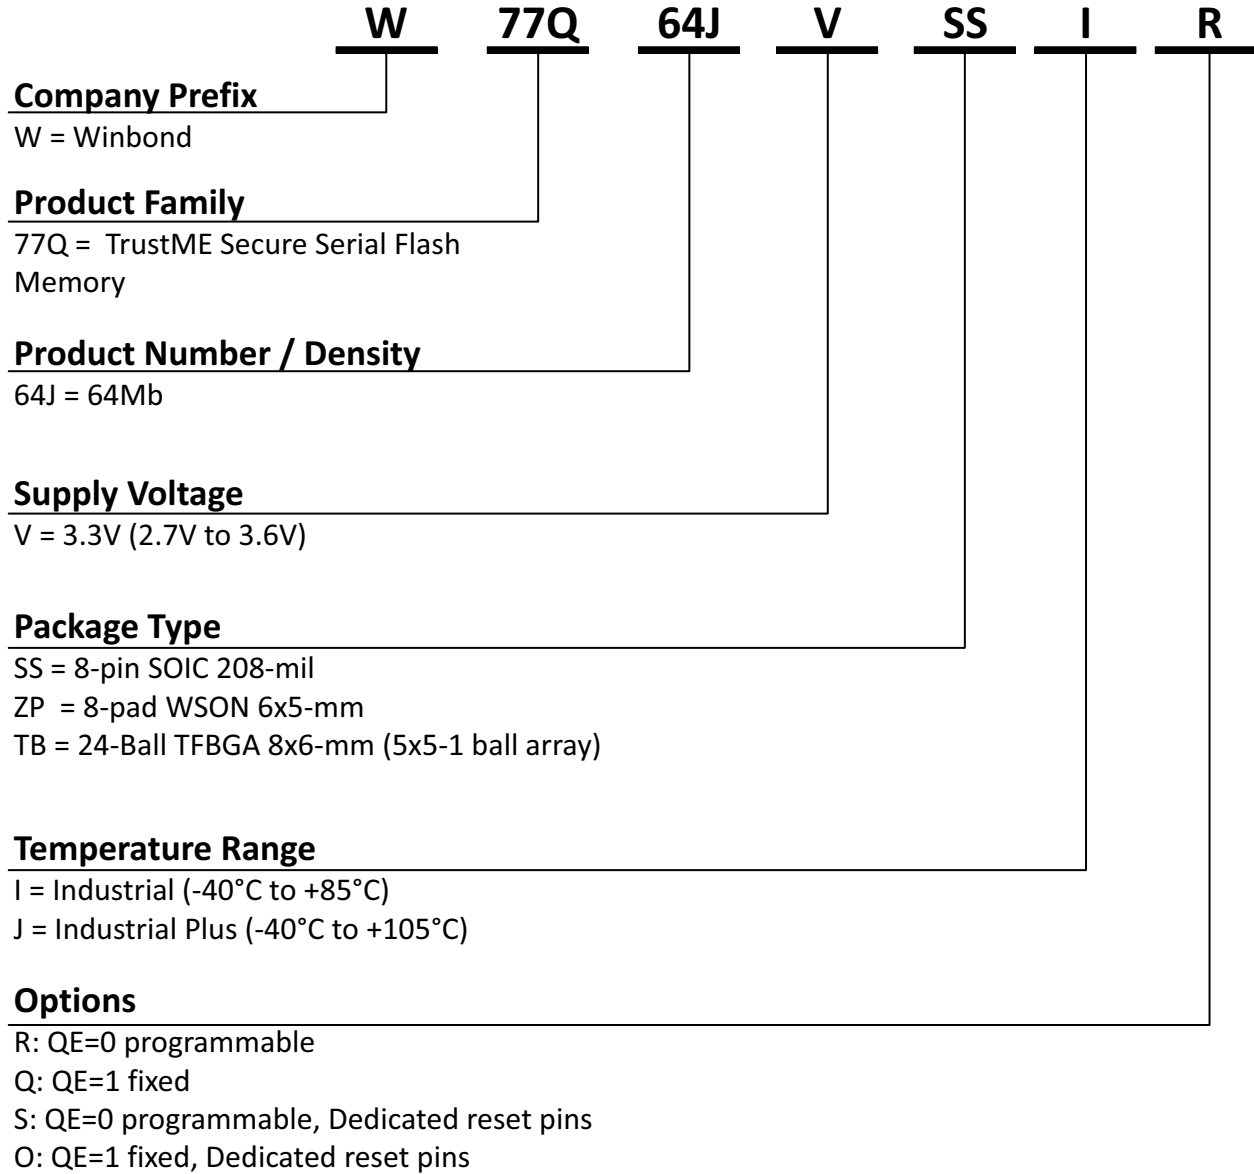 W 77Q 64J V SS I R
Company Prefix
W = Winbond
Product Family
77Q = TrustME Secure Serial Flash
Memory
Product Number / Density
64J = 64Mb
Supply Voltage
V = 3.3V (2.7V to 3.6V)
Package Type
SS = 8-pin SOIC 208-mil
ZP = 8-pad WSON 6x5-mm
TB = 24-Ball TFBGA 8x6-mm (5x5-1 ball array)
Temperature Range
I = Industrial (-40°C to +85°C)
J = Industrial Plus (-40°C to +105°C)
Options
R: QE=0 programmable
Q: QE=1 fixed
S: QE=0 programmable, Dedicated reset pins
O: QE=1 fixed, Dedicated reset pins